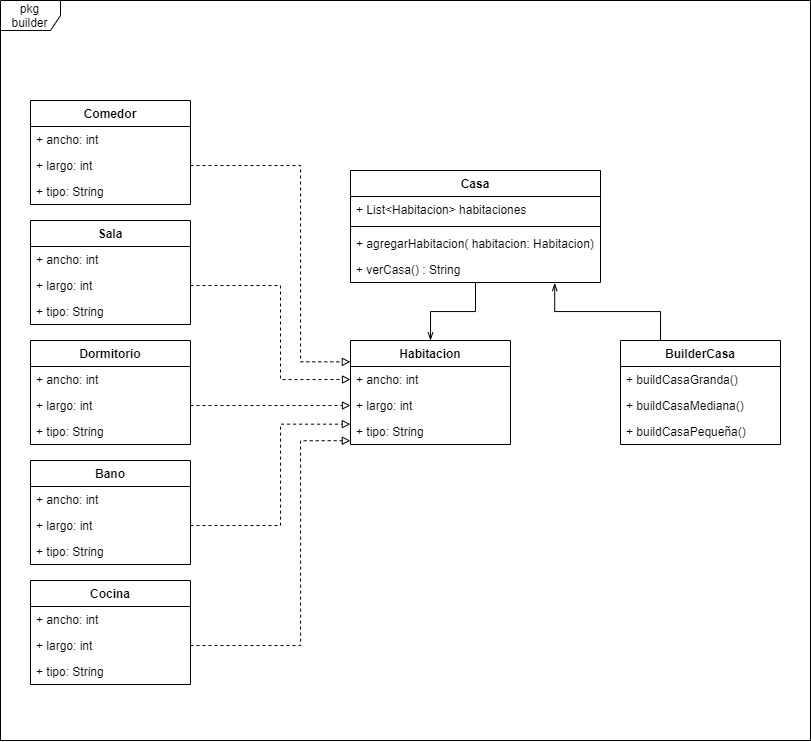 pkg
builder
Comedor
+ ancho: int
+ largo: int
+ tipo: String
Sala
+ ancho: int
+ largo: int
+ tipo: String
Dormitorio
+ ancho: int
+ largo: int
+ tipo: String
Bano
+ ancho: int
+ largo: int
+ tipo: String
Cocina
+ ancho: int
+ largo: int
+ tipo: String
Casa
+ List<Habitacion> habitaciones
+ agregarHabitacion( habitacion: Habitacion)
+ verCasa() : String
Habitacion
+ ancho: int
+ largo: int
+ tipo: String
BuilderCasa
+ buildCasaGranda()
+ buildCasaMediana()
+ buildCasaPequeña()